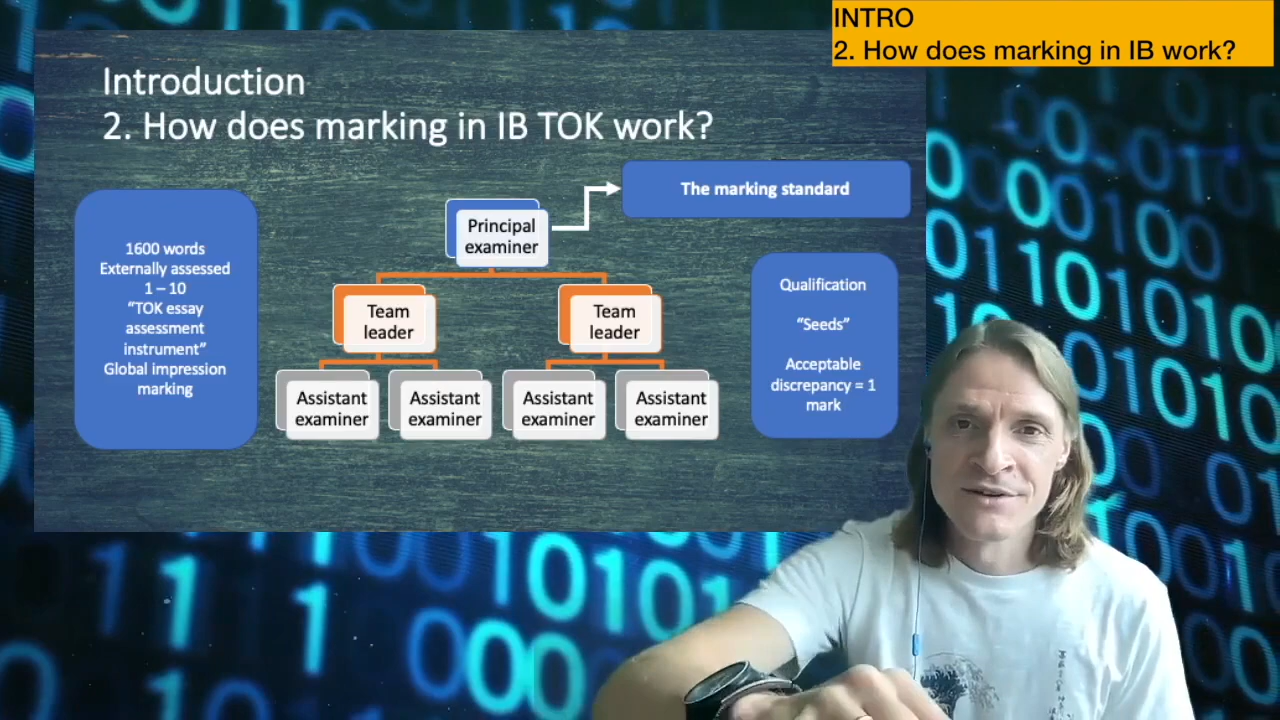 INTRO
2. How does marking in IB work?
Introduction
2. How does marking in IB TOK work?
The marking standard
Principal
examiner
1600 words
Externally assessed
1 – 10
“TOK essay
assessment
instrument”
Global impression
marking
Team
leader
Team
leader
Qualification
“Seeds”
Acceptable
discrepancy = 1
mark
Assistant
examiner
Assistant
examiner
Assistant
examiner
Assistant
examiner